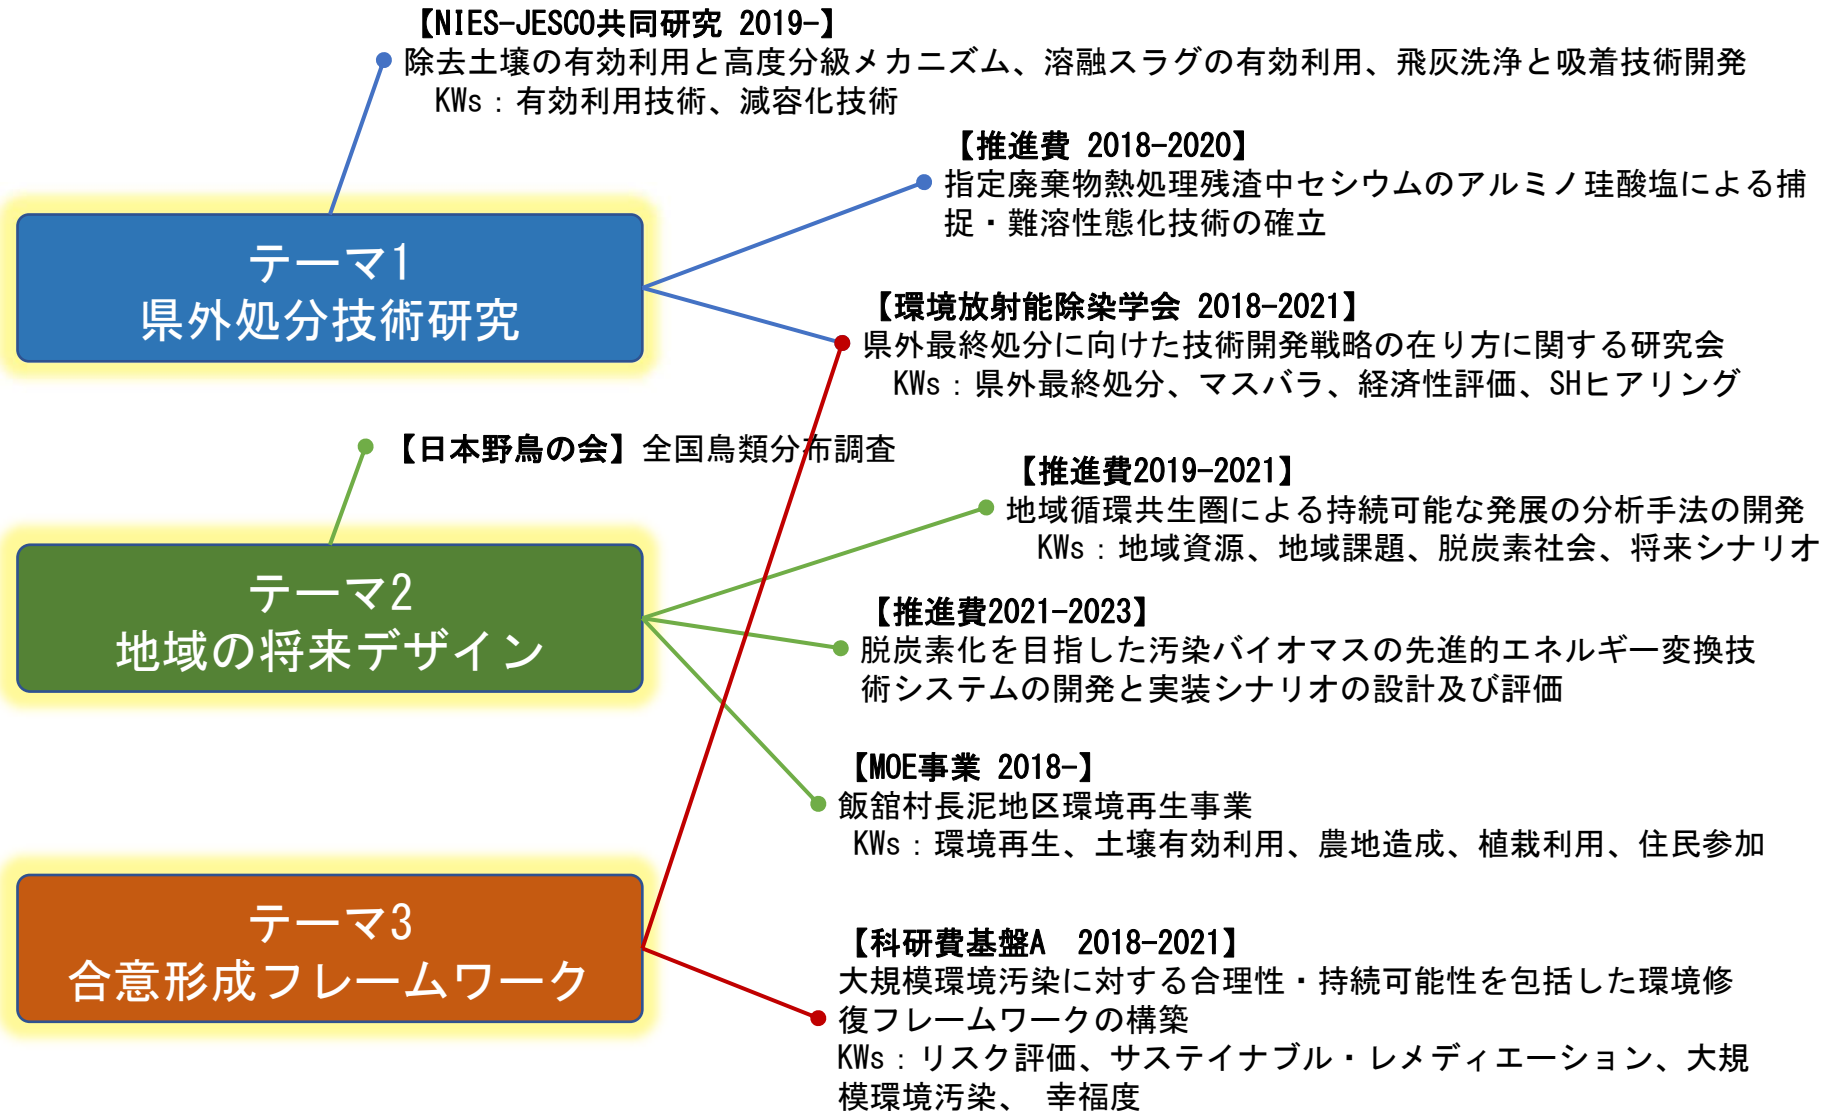 【NIES-JESCO共同研究 2019-】
除去土壌の有効利用と高度分級メカニズム、溶融スラグの有効利用、飛灰洗浄と吸着技術開発
KWs：有効利用技術、減容化技術
【推進費 2018-2020】
指定廃棄物熱処理残渣中セシウムのアルミノ珪酸塩による捕
捉・難溶性態化技術の確立
テーマ1
県外処分技術研究
【環境放射能除染学会 2018-2021】
県外最終処分に向けた技術開発戦略の在り方に関する研究会
KWs：県外最終処分、マスバラ、経済性評価、SHヒアリング
【日本野鳥の会】全国鳥類分布調査
【推進費2019-2021】
地域循環共生圏による持続可能な発展の分析手法の開発
KWs：地域資源、地域課題、脱炭素社会、将来シナリオ
テーマ2
地域の将来デザイン
【推進費2021-2023】
脱炭素化を目指した汚染バイオマスの先進的エネルギー変換技
術システムの開発と実装シナリオの設計及び評価
【MOE事業 2018-】
飯舘村長泥地区環境再生事業
KWs：環境再生、土壌有効利用、農地造成、植栽利用、住民参加
テーマ3
合意形成フレームワーク
【科研費基盤A　2018-2021】
大規模環境汚染に対する合理性・持続可能性を包括した環境修
復フレームワークの構築
KWs：リスク評価、サステイナブル・レメディエーション、大規
模環境汚染、 幸福度